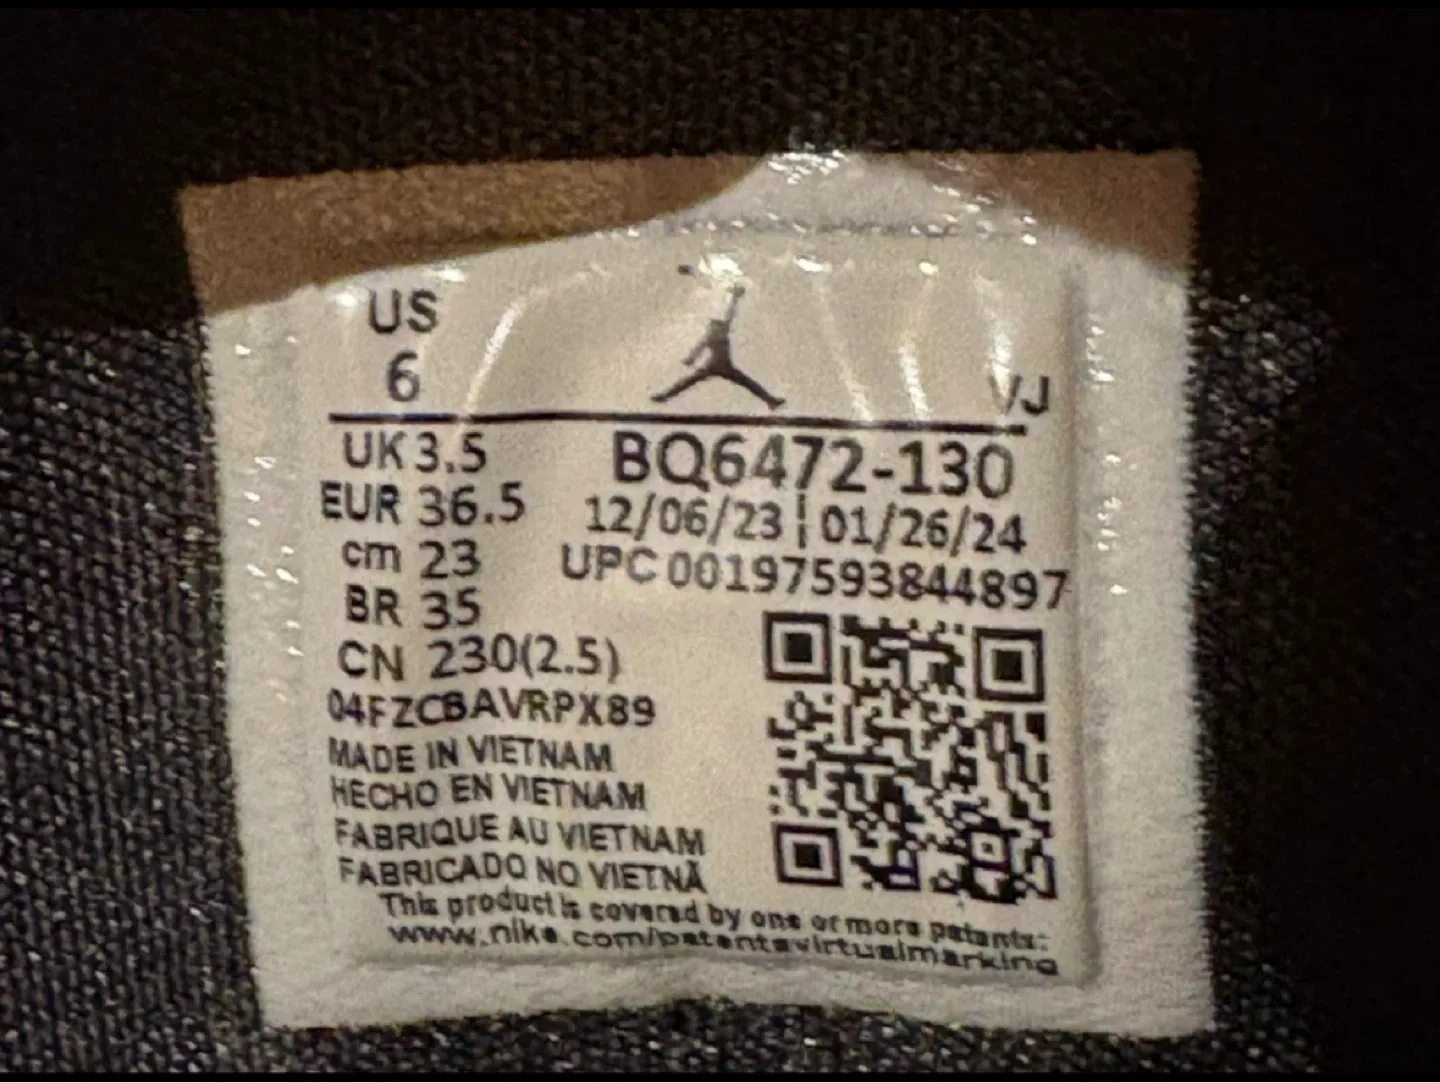 US
6
VJ
UK 3.5
BQ6472-130
EUR 36.5
12/06/23 | 01/26/24
cm 23
UPC 00197593844897
BR 35
CN 230(2.5)
04FZCBAVRPX89
MADE IN VIETNAM
HECHO EN VIETNAM
FABRIQUE AU VIETNAM
FABRICADO NO VIETNÃ
This product is covered by one or more patents:
www.nike.com/patentsvirtualmarking